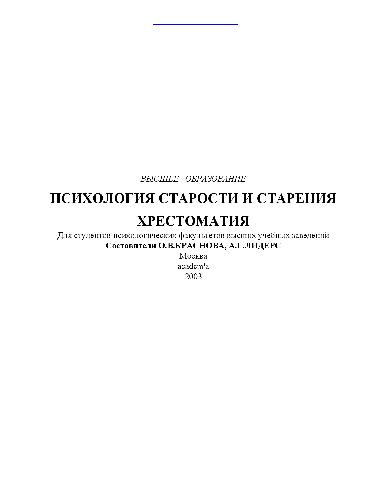 ВЫСШЕЕ ОБРАЗОВАНИЕ
ПСИХОЛОГИЯ СТАРОСТИ И СТАРЕНИЯ
ХРЕСТОМАТИЯ
Для студентов психологических факультетов высших учебных заведений
Составители О.В.КРАСНОВА, А.Г.ЛИДЕРС
Москва
academ'a
2003